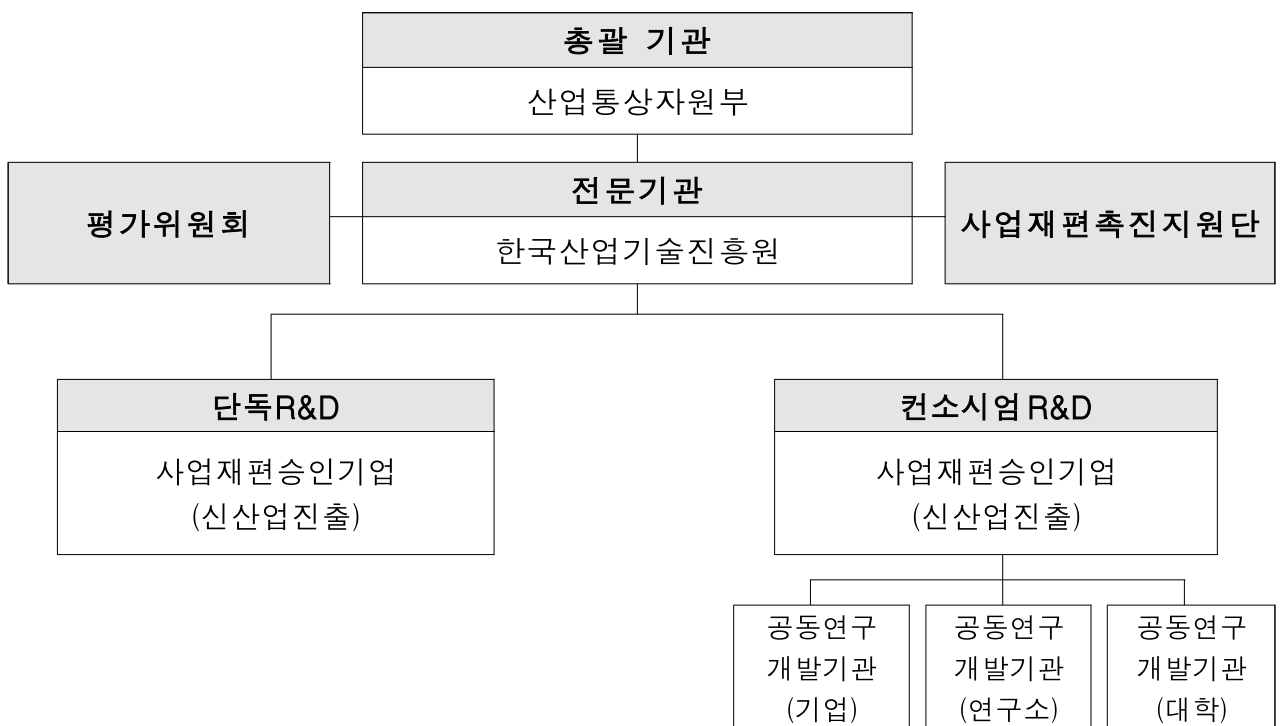 총괄 기관
산업통상자원부
평가위원회
전문기관
한국산업기술진흥원
사업재편촉진지원단
단독R&D
사업재편승인기업
(신산업진출)
컨소시엄R&D
사업재편승인기업
(신산업진출)
공동연구
개발기관
(기업)
공동연구
개발기관
(연구소)
공동연구
개발기관
(대학)